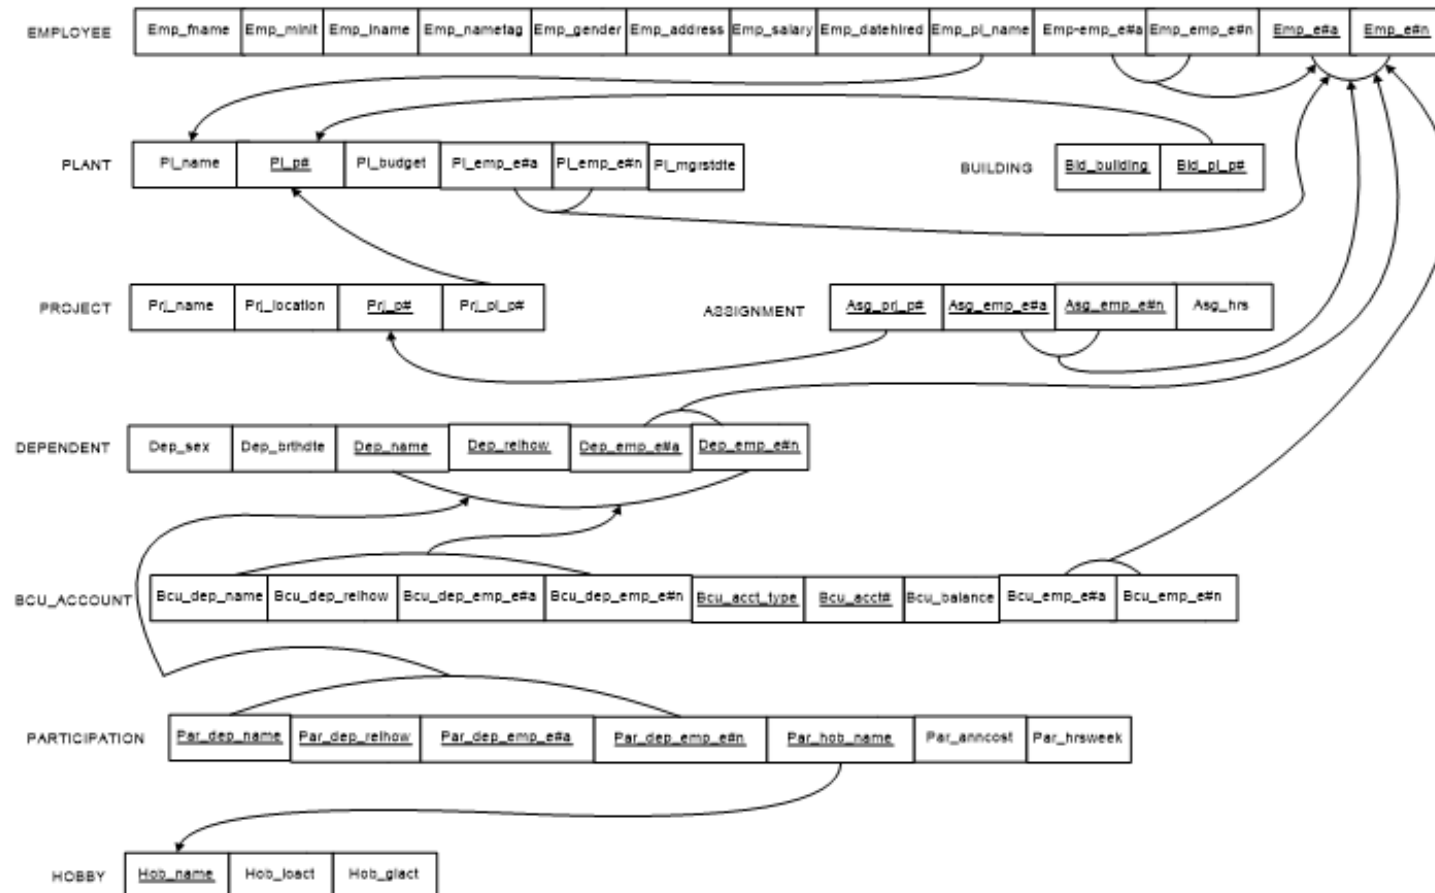 EMPLOYEE Emp_fname Emp_minit Emp_lname Emp_nametag Emp_gender Emp_address Emp_salary Emp_datehired Emp_pl_name Emp-emp_e#a Emp_emp_e#n Emp_e#a Emp_e#n
PLANT Pl_name Pl_p# Pl_budget Pl_emp_e#a Pl_emp_e#n Pl_mgrstdte BUILDING Bld_building Bld_pl_p#
PROJECT Prj_name Prj_location Prj_p# Prj_pl_p# ASSIGNMENT Asg_prj_p# Asg_emp_e#a Asg_emp_e#n Asg_hrs
DEPENDENT Dep_sex Dep_brthdte Dep_name Dep_relhow Dep_emp_e#a Dep_emp_e#n
BCU_ACCOUNT Bcu_dep_name Bcu_dep_relhow Bcu_dep_emp_e#a Bcu_dep_emp_e#n Bcu_acct_type Bcu_acct# Bcu_balance Bcu_emp_e#a Bcu_emp_e#n
PARTICIPATION Par_dep_name Par_dep_relhow Par_dep_emp_e#a Par_dep_emp_e#n Par_hob_name Par_anncost Par_hrsweek
HOBBY Hob_name Hob_loact Hob_glact